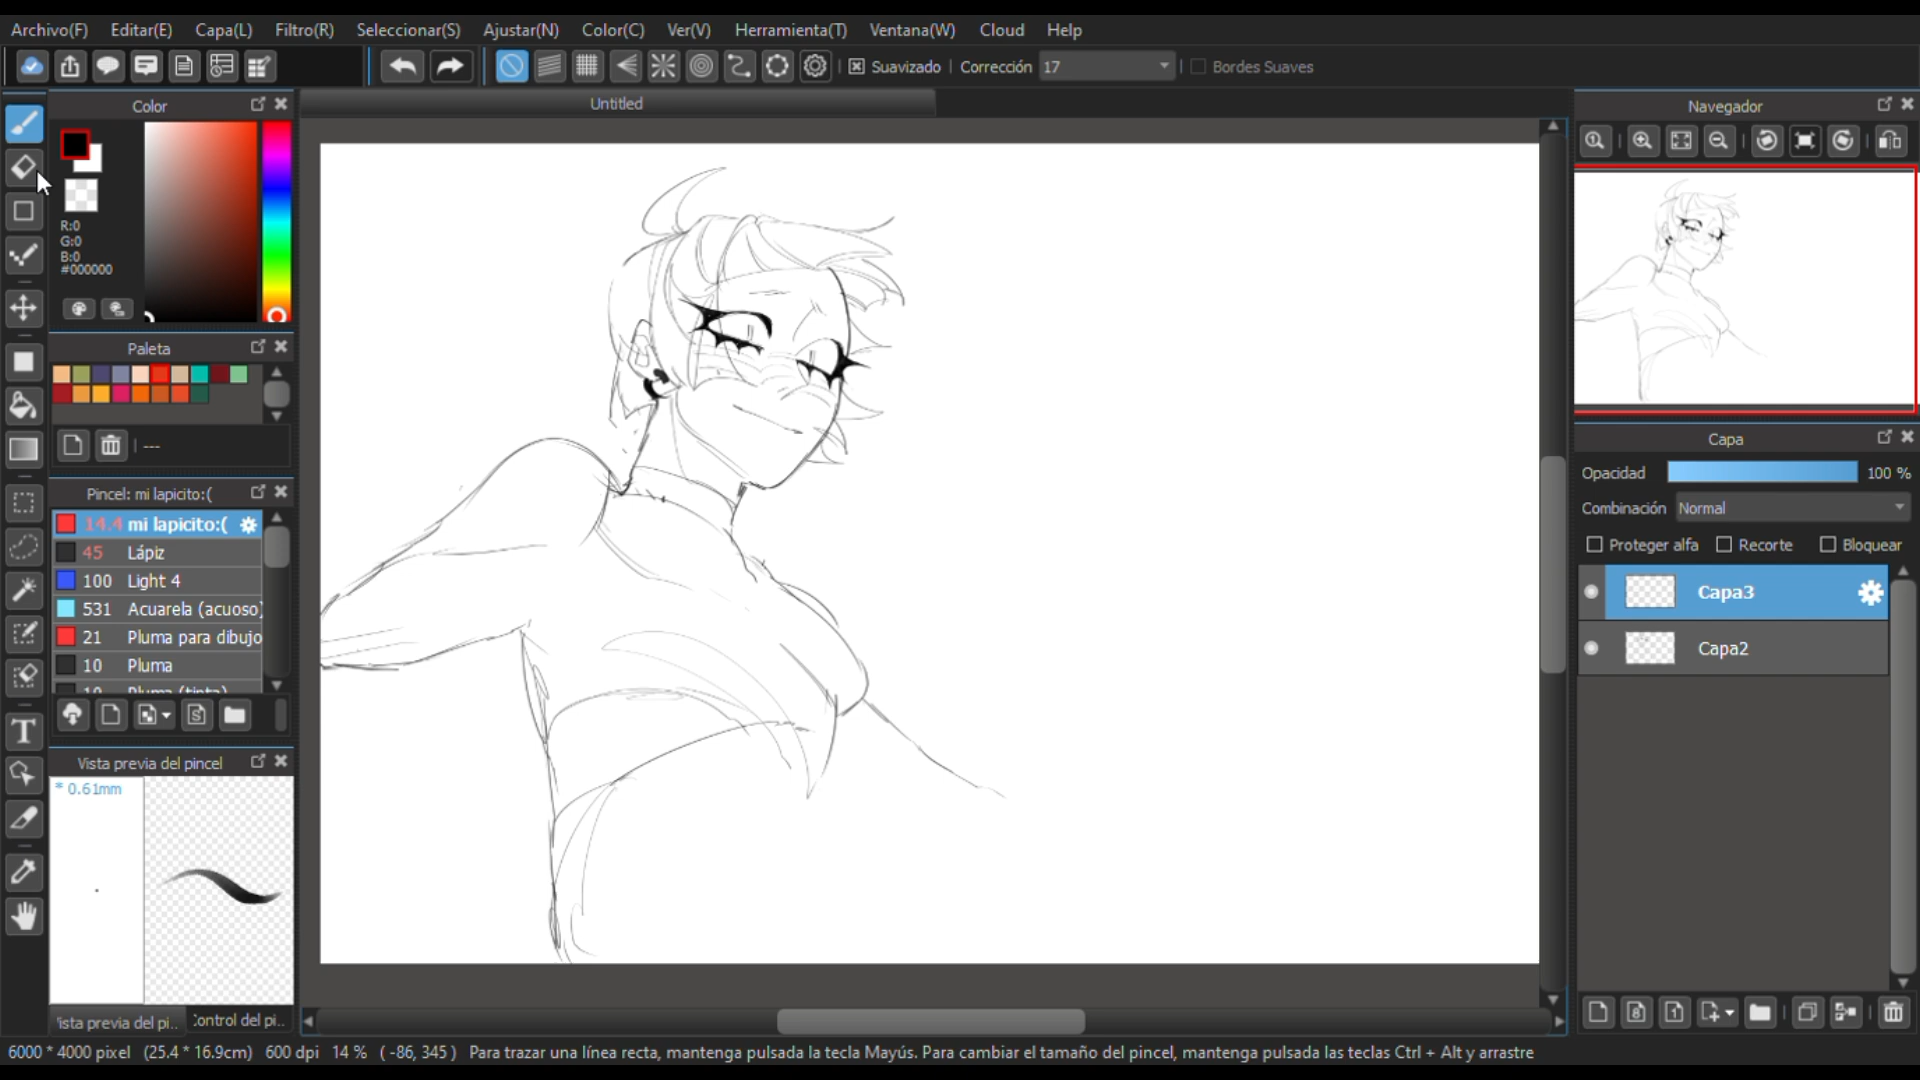 Archivo(F) Editar(E) Capa(L) Filtro(R) Seleccionar(S) Ajustar(N) Color(C) Ver(V) Herramienta(T) Ventana(W) Cloud Help
Suavizado Corrección 17 Bordes Suaves
Color
R:0
G:0
B:0
#000000
Paleta
---
Pincel: mi lapicito:(
14.4 mi lapicito:(
45 Lápiz
100 Light 4
531 Acuarela (acuoso)
21 Pluma para dibujo
10 Pluma
10 Pluma (tinta)
Vista previa del pincel
* 0.61mm
ista previa del pi.. Control del pi..
Untitled
Navegador
Capa
Opacidad 100 %
Combinación Normal
Proteger alfa Recorte Bloquear
Capa3
Capa2
6000 * 4000 pixel (25.4 * 16.9cm) 600 dpi 14 % ( -86, 345 ) Para trazar una línea recta, mantenga pulsada la tecla Mayús. Para cambiar el tamaño del pincel, mantenga pulsada las teclas Ctrl + Alt y arrastre